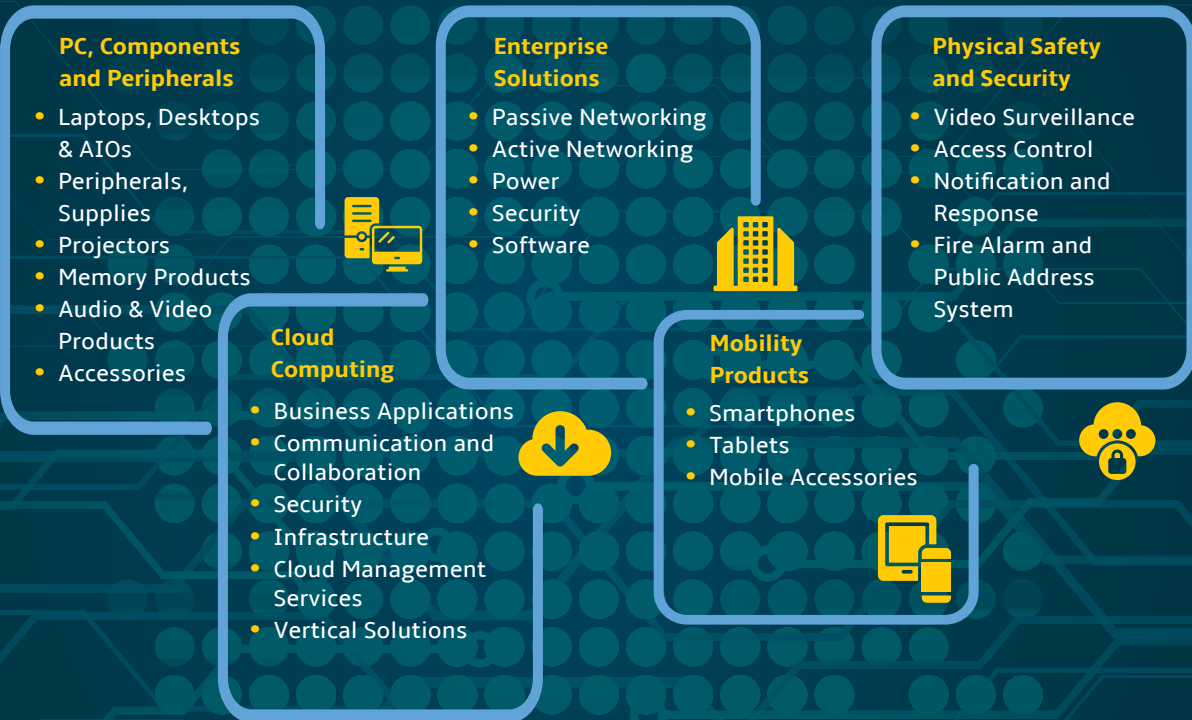 PC, Components
and Peripherals
• Laptops, Desktops
& AIOs
• Peripherals,
Supplies
• Projectors
• Memory Products
• Audio & Video
Products
• Accessories
Cloud
Computing
• Business Applications
• Communication and
Collaboration
• Security
• Infrastructure
• Cloud Management
Services
• Vertical Solutions
Enterprise
Solutions
• Passive Networking
• Active Networking
• Power
• Security
• Software
Mobility
Products
• Smartphones
• Tablets
• Mobile Accessories
Physical Safety
and Security
• Video Surveillance
• Access Control
• Notification and
Response
• Fire Alarm and
Public Address
System